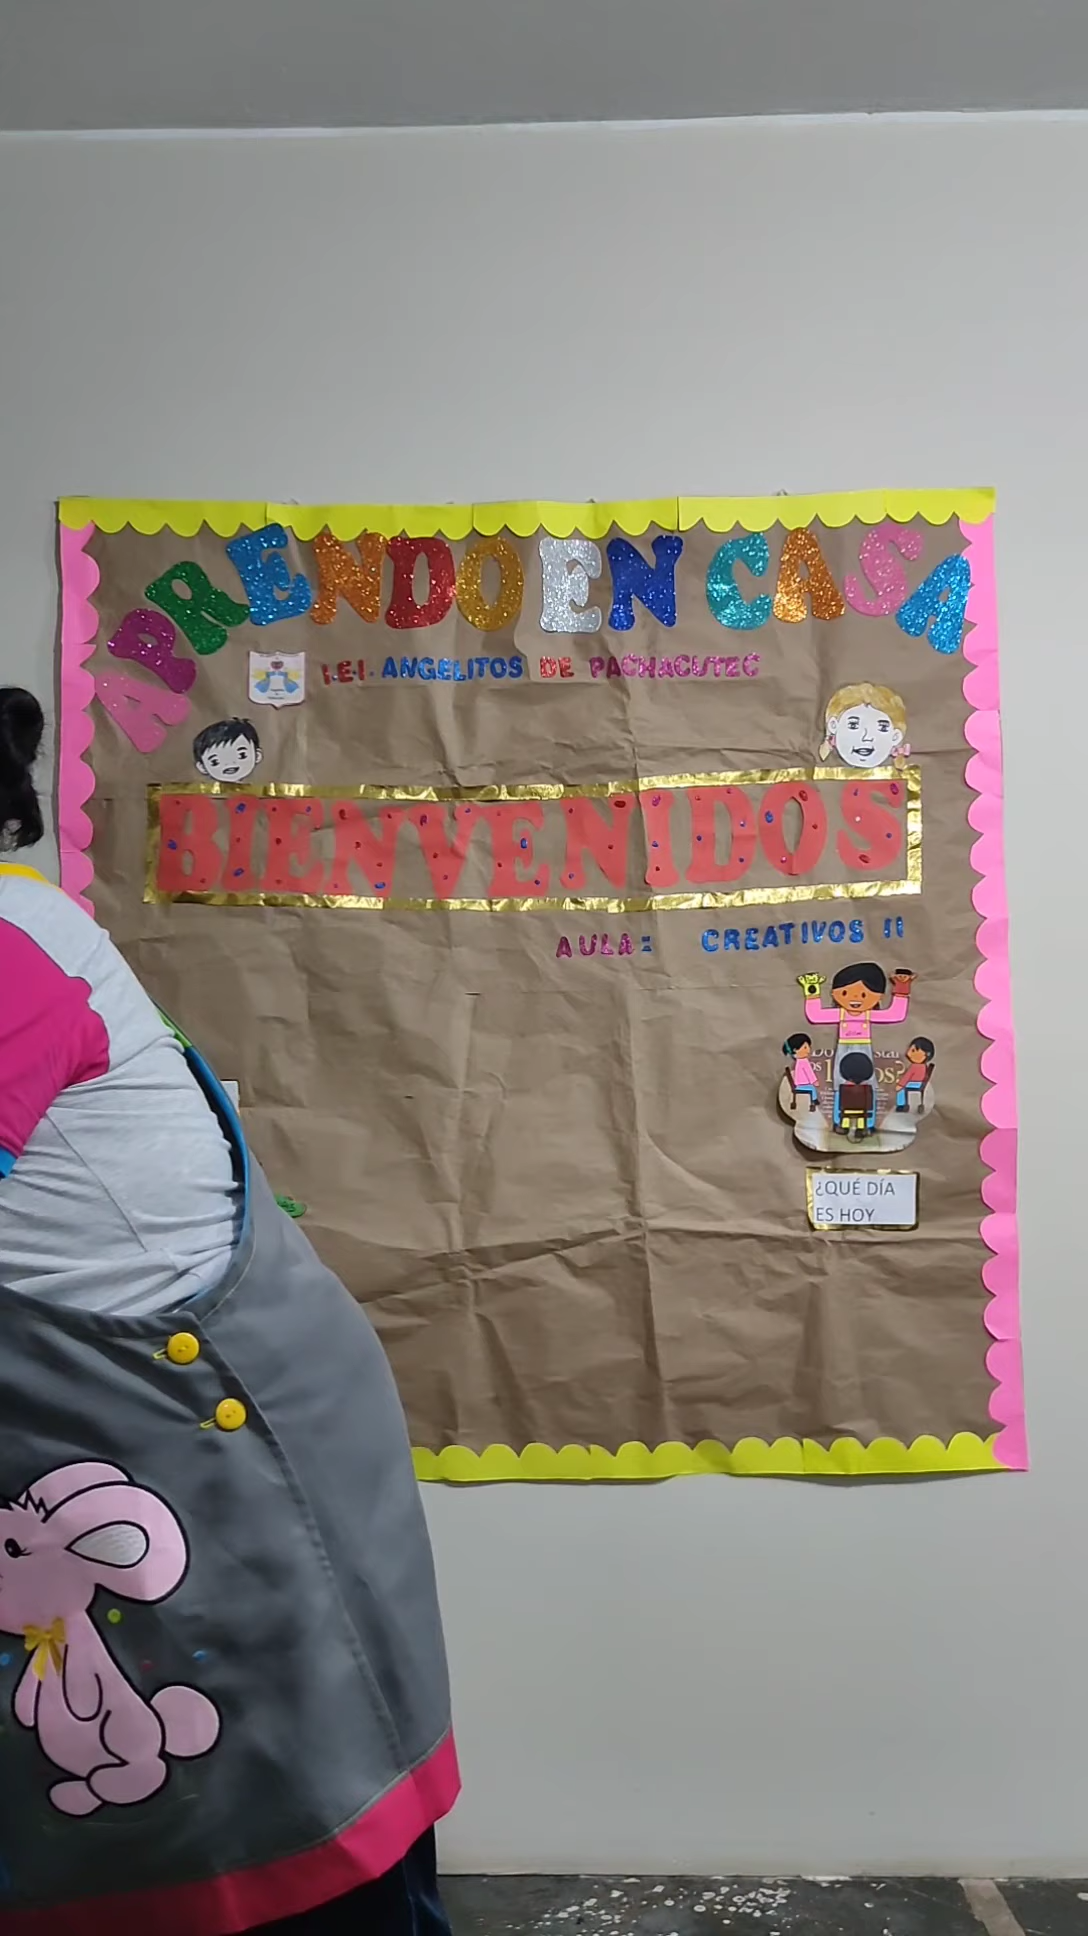 APRENDO EN CASA
I.E.I. ANGELITOS DE PACHACUTEC
BIENVENIDOS
AULA: CREATIVOS II
¿QUÉ DÍA
ES HOY